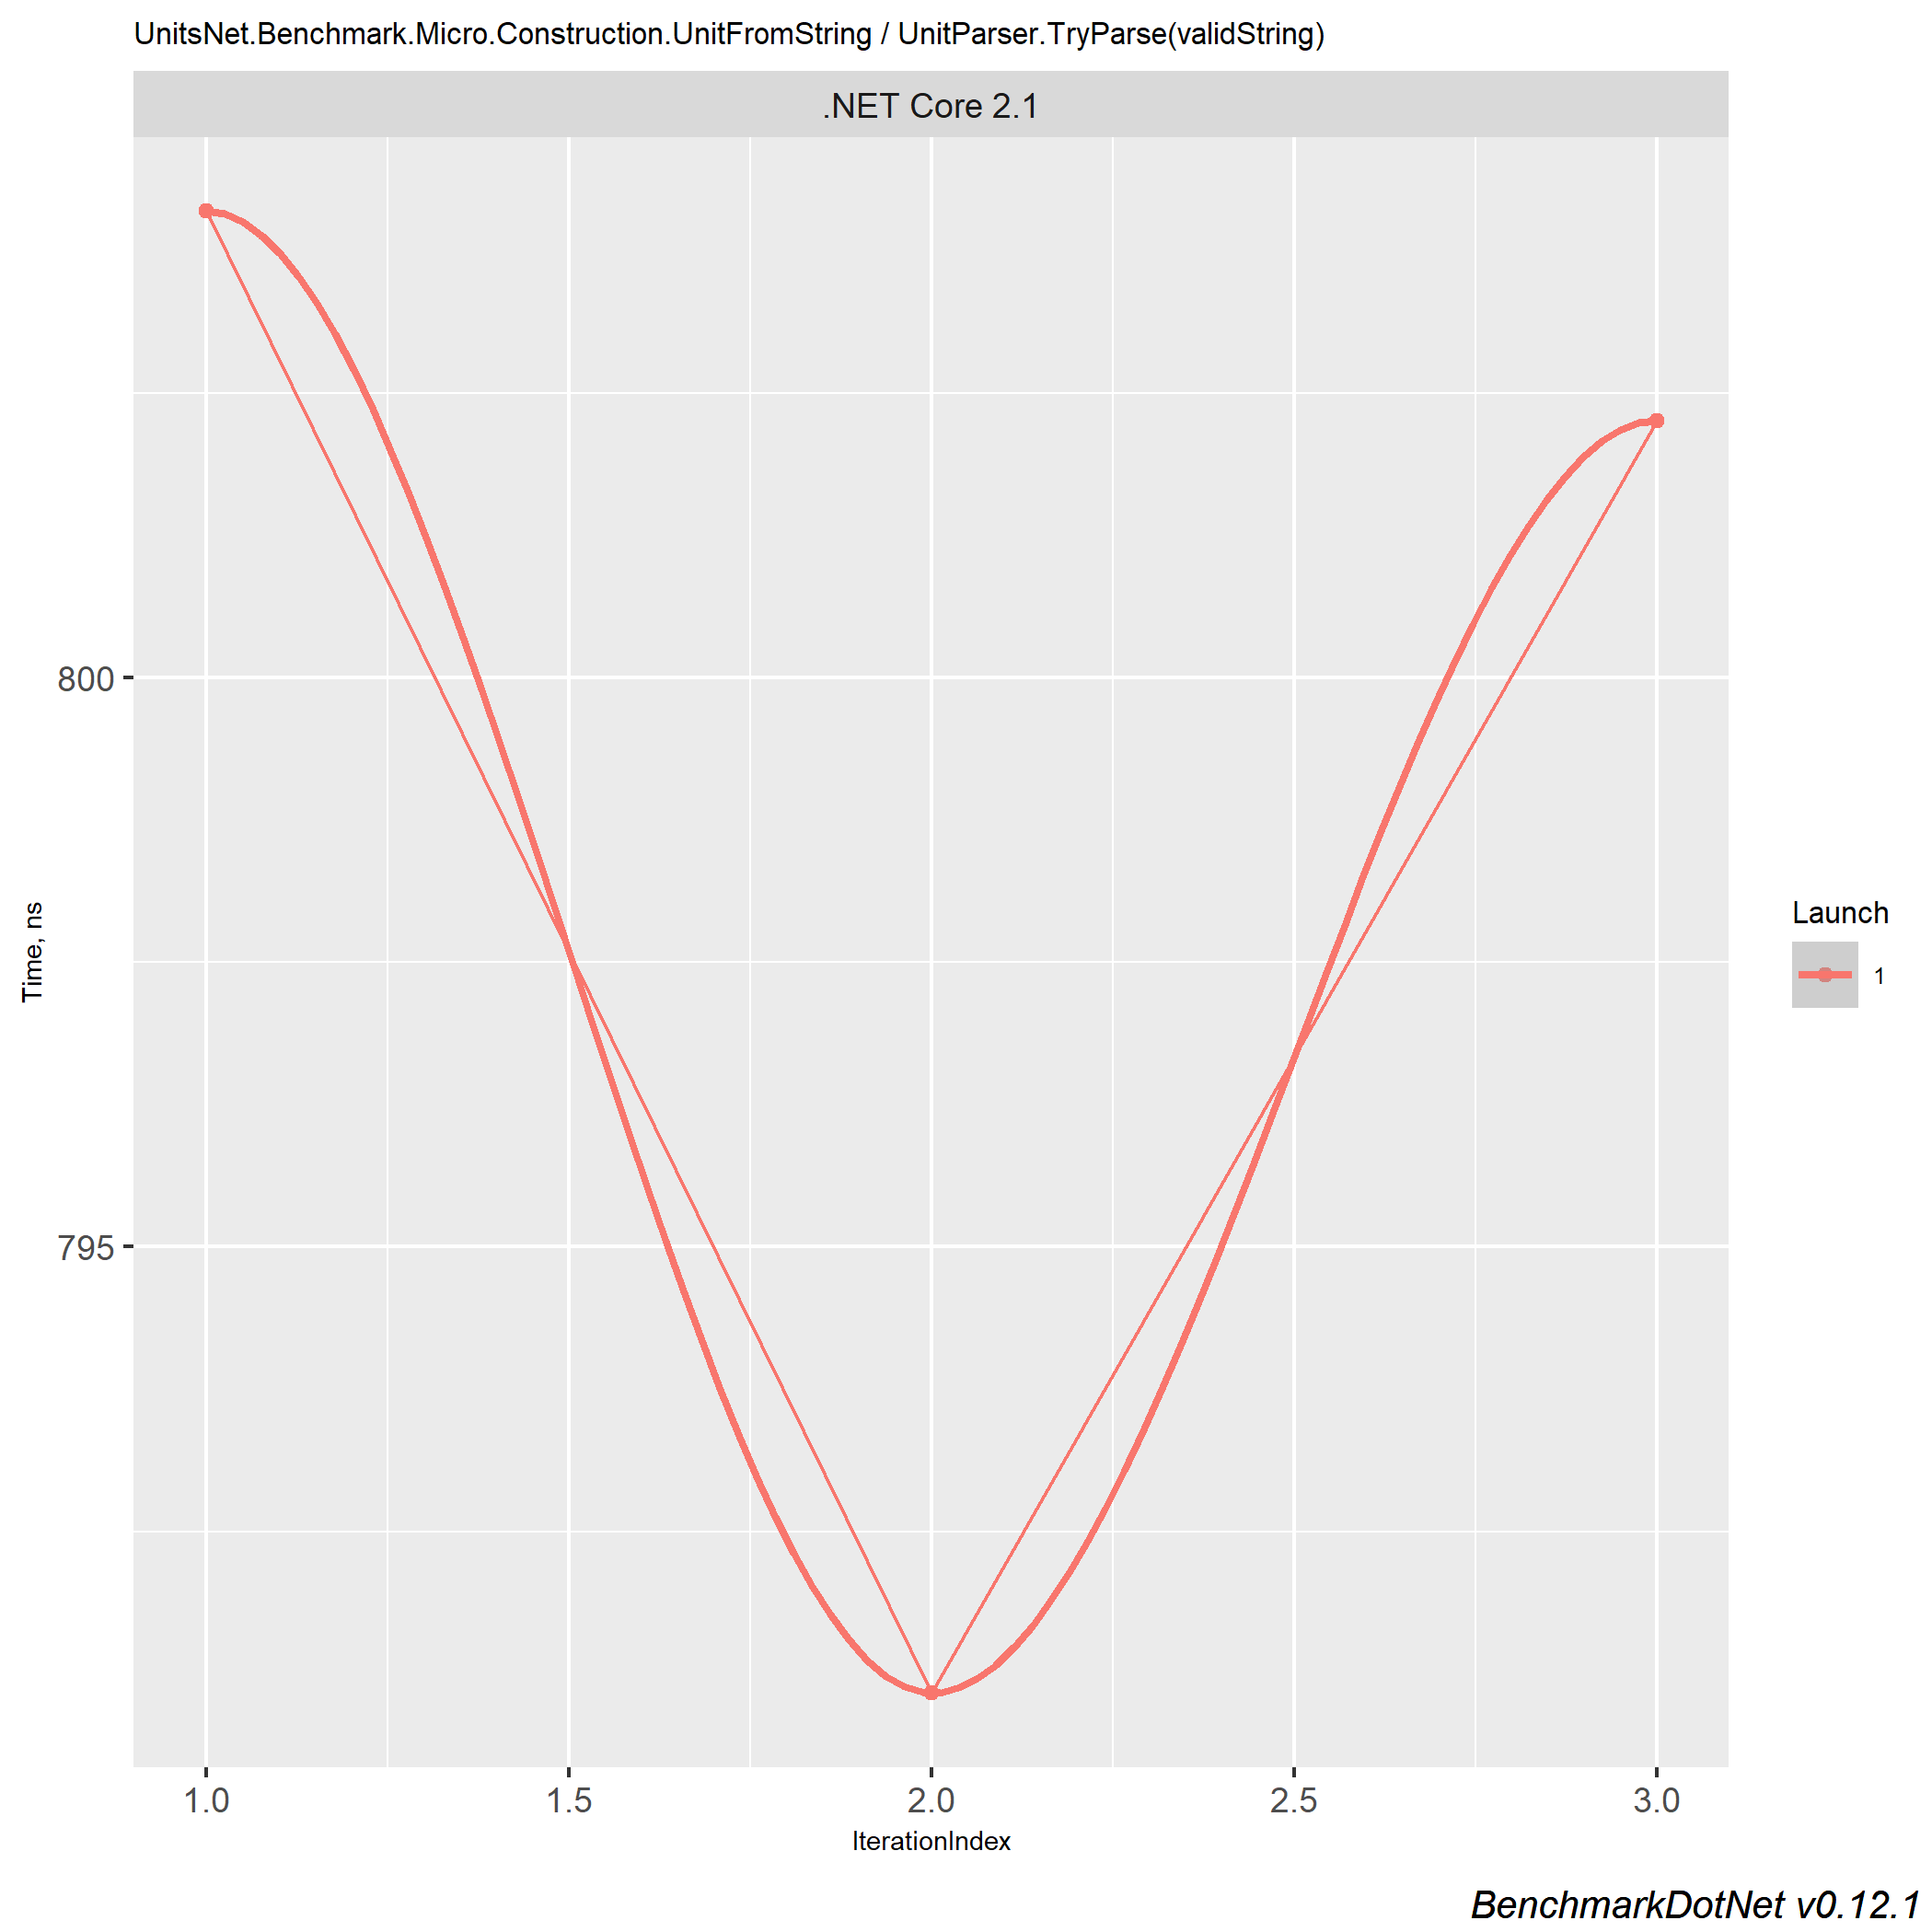 UnitsNet.Benchmark.Micro.Construction.UnitFromString / UnitParser.TryParse(validString)
.NET Core 2.1
800
795
Time, ns
1.0 1.5 2.0 2.5 3.0
IterationIndex
Launch
1
BenchmarkDotNet v0.12.1